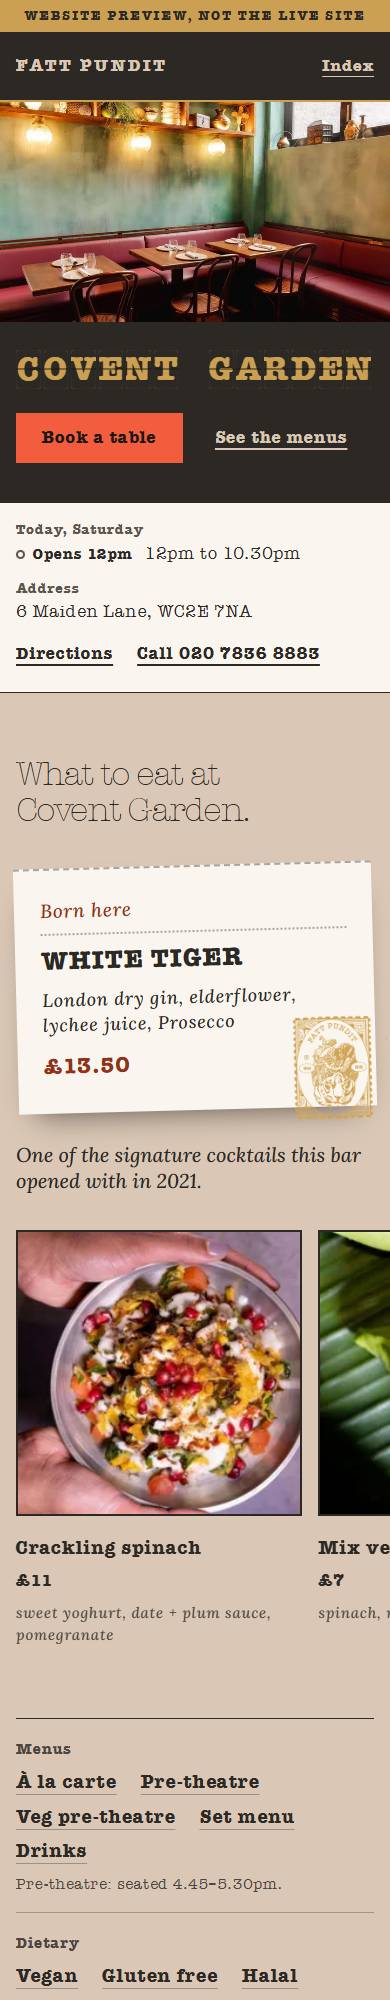 WEBSITE PREVIEW, NOT THE LIVE SITE
FATT PUNDIT
Index
COVENT GARDEN
Book a table
See the menus
Today, Saturday
Opens 12pm 12pm to 10.30pm
Address
6 Maiden Lane, WC2E 7NA
Directions Call 020 7836 8883
What to eat at
Covent Garden.
Born here
WHITE TIGER
London dry gin, elderflower,
lychee juice, Prosecco
£13.50
FATT PUNDIT
One of the signature cocktails this bar
opened with in 2021.
Crackling spinach
£11
sweet yoghurt, date + plum sauce,
pomegranate
Mix ve
£7
spinach,
Menus
À la carte Pre-theatre
Veg pre-theatre Set menu
Drinks
Pre-theatre: seated 4.45–5.30pm.
Dietary
Vegan Gluten free Halal